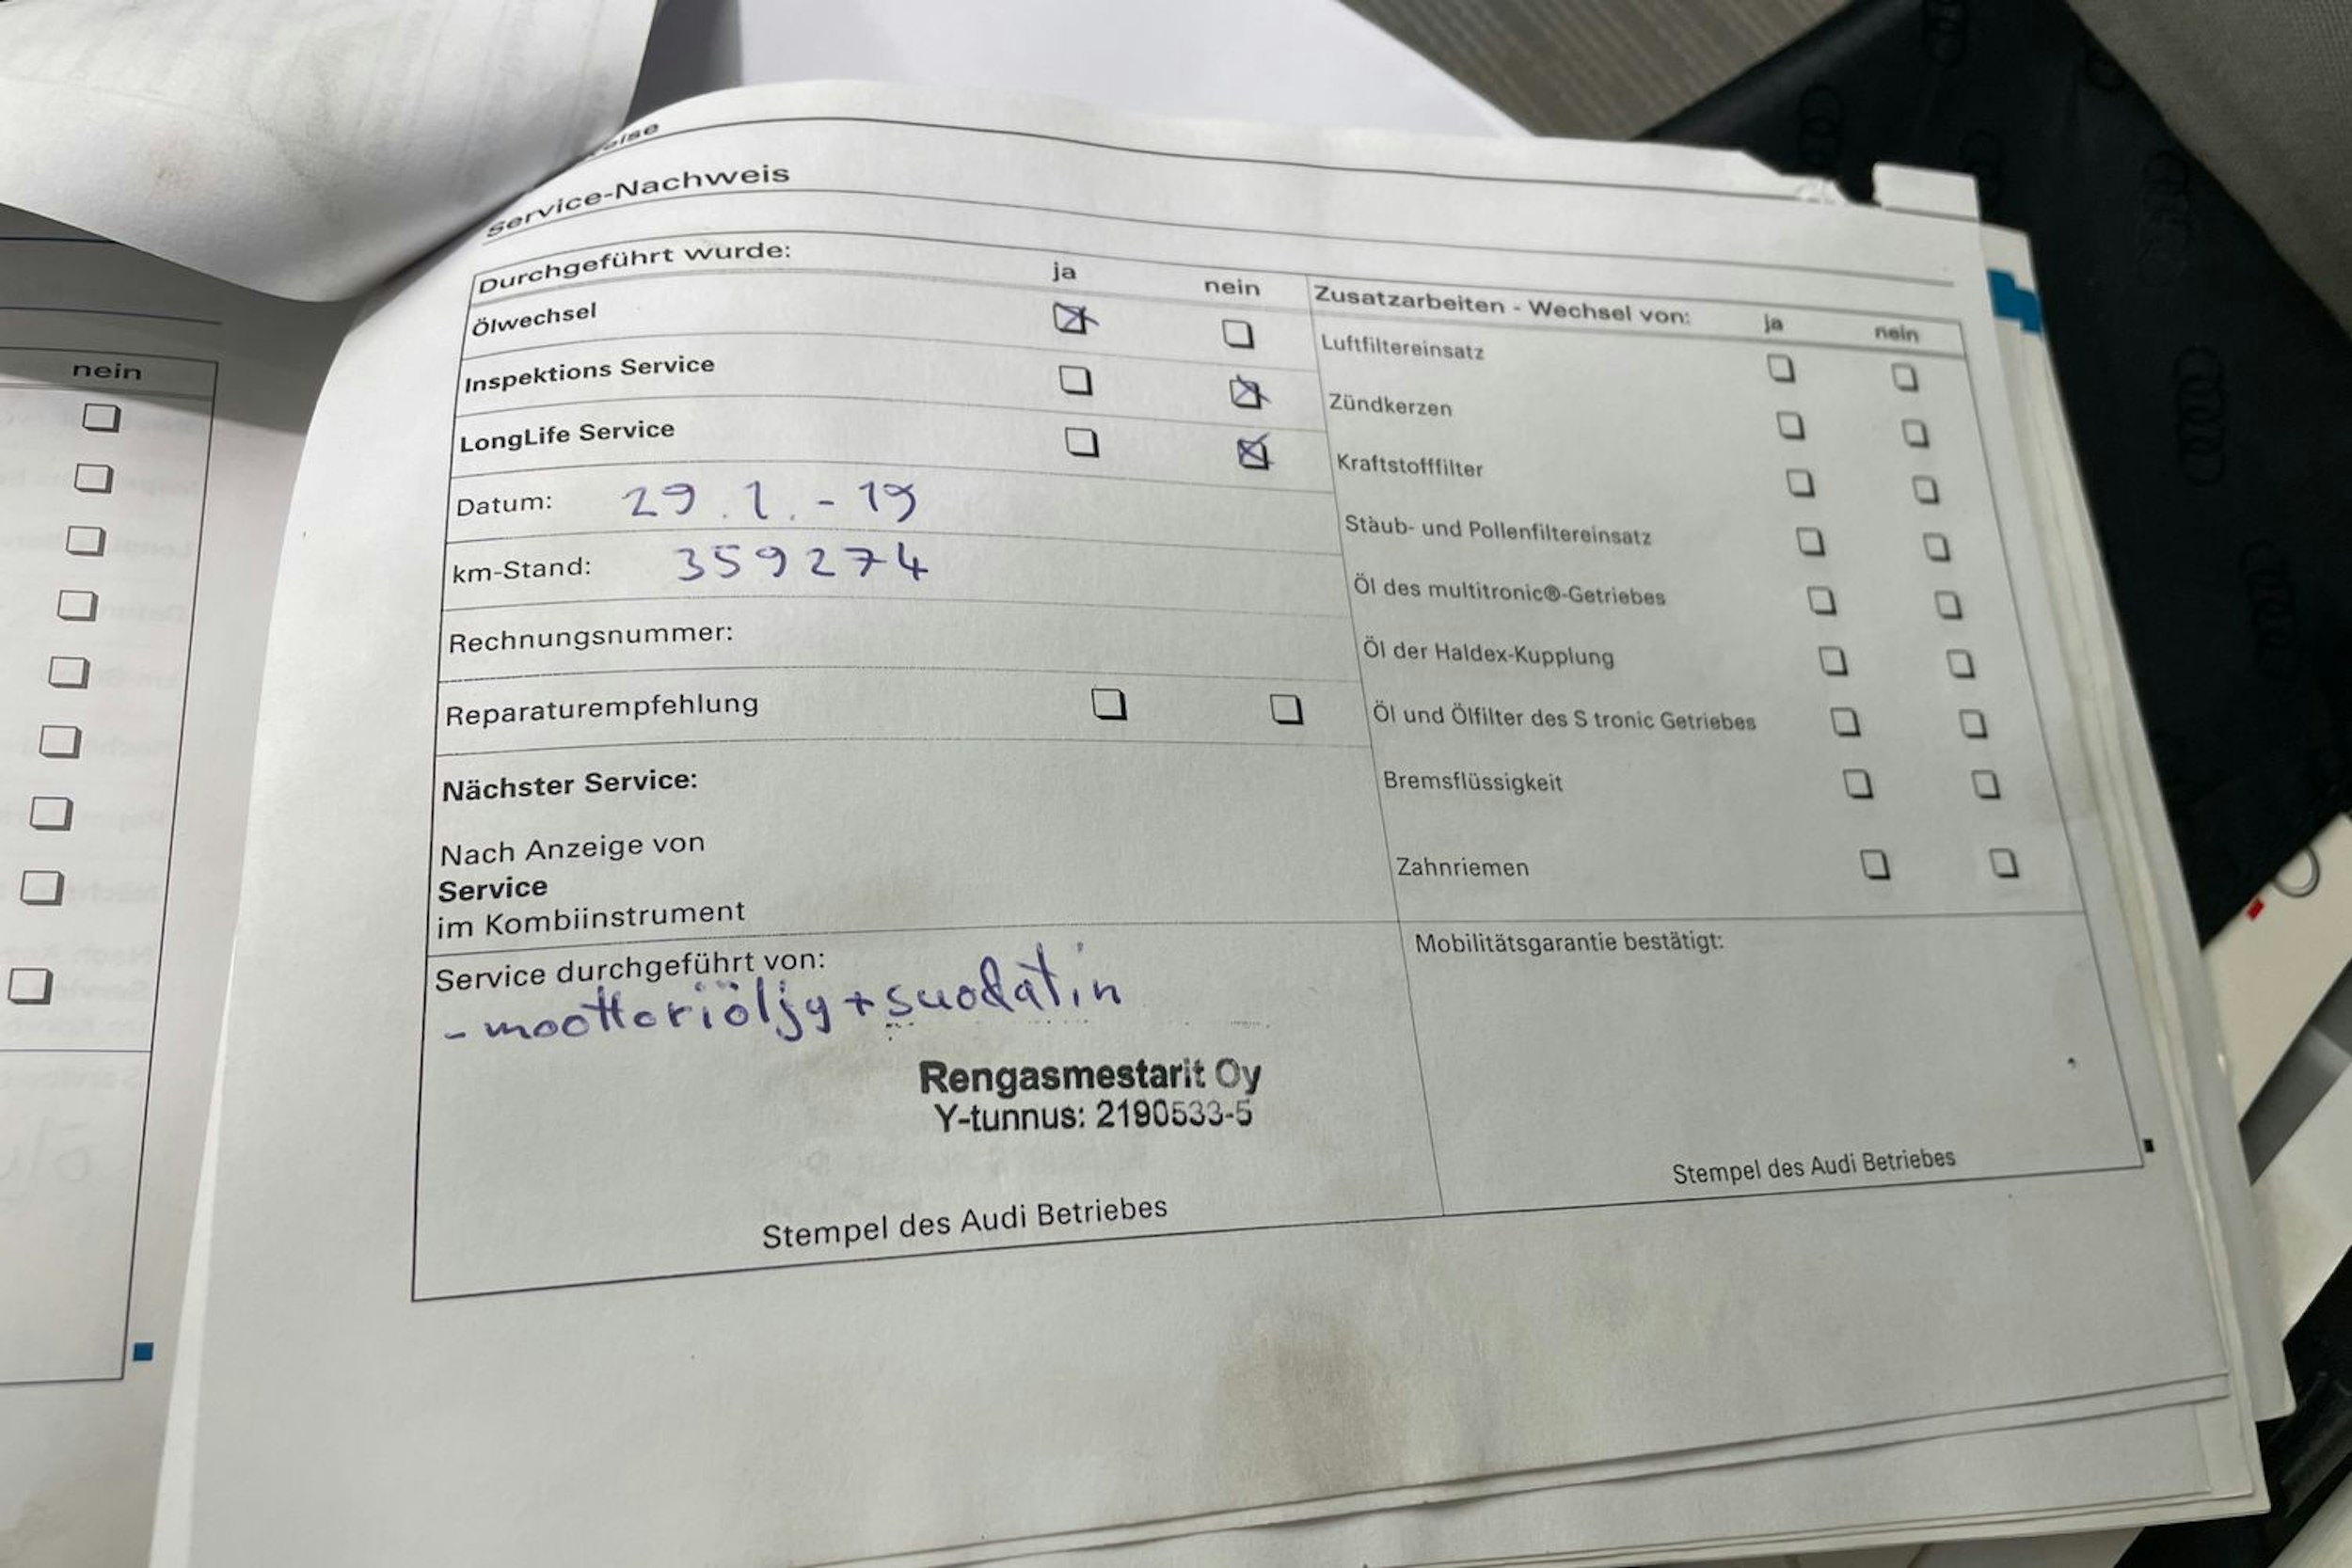 Service-Nachweis
Durchgeführt wurde: ja nein
Ölwechsel
Inspektions Service
LongLife Service
Datum: 29.1.-19
km-Stand: 359274
Rechnungsnummer:
Reparaturempfehlung
Nächster Service:
Nach Anzeige von
Service
im Kombiinstrument
Service durchgeführt von:
- moottoriöljy + suodatin
Rengasmestarit Oy
Y-tunnus: 2190533-5
Stempel des Audi Betriebes
Zusatzarbeiten - Wechsel von: ja nein
Luftfiltereinsatz
Zündkerzen
Kraftstofffilter
Staub- und Pollenfiltereinsatz
Öl des multitronic®-Getriebes
Öl der Haldex-Kupplung
Öl und Ölfilter des S tronic Getriebes
Bremsflüssigkeit
Zahnriemen
Mobilitätsgarantie bestätigt:
Stempel des Audi Betriebes
nein